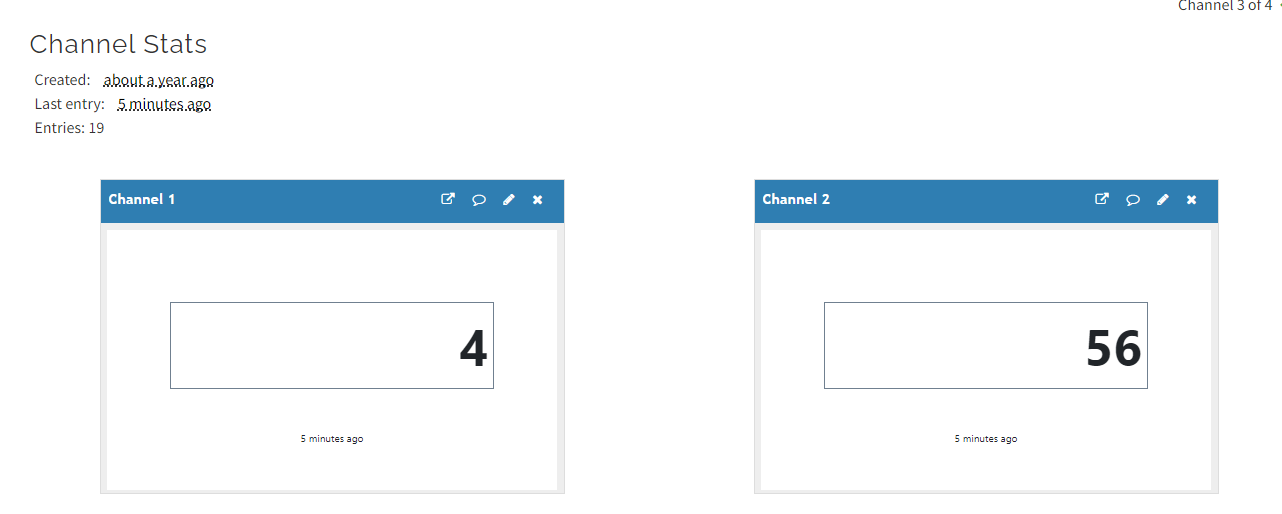 Channel 3 of 4
Channel Stats
Created: about a year ago
Last entry: 5 minutes ago
Entries: 19
Channel 1
Channel 2
4
56
5 minutes ago
5 minutes ago